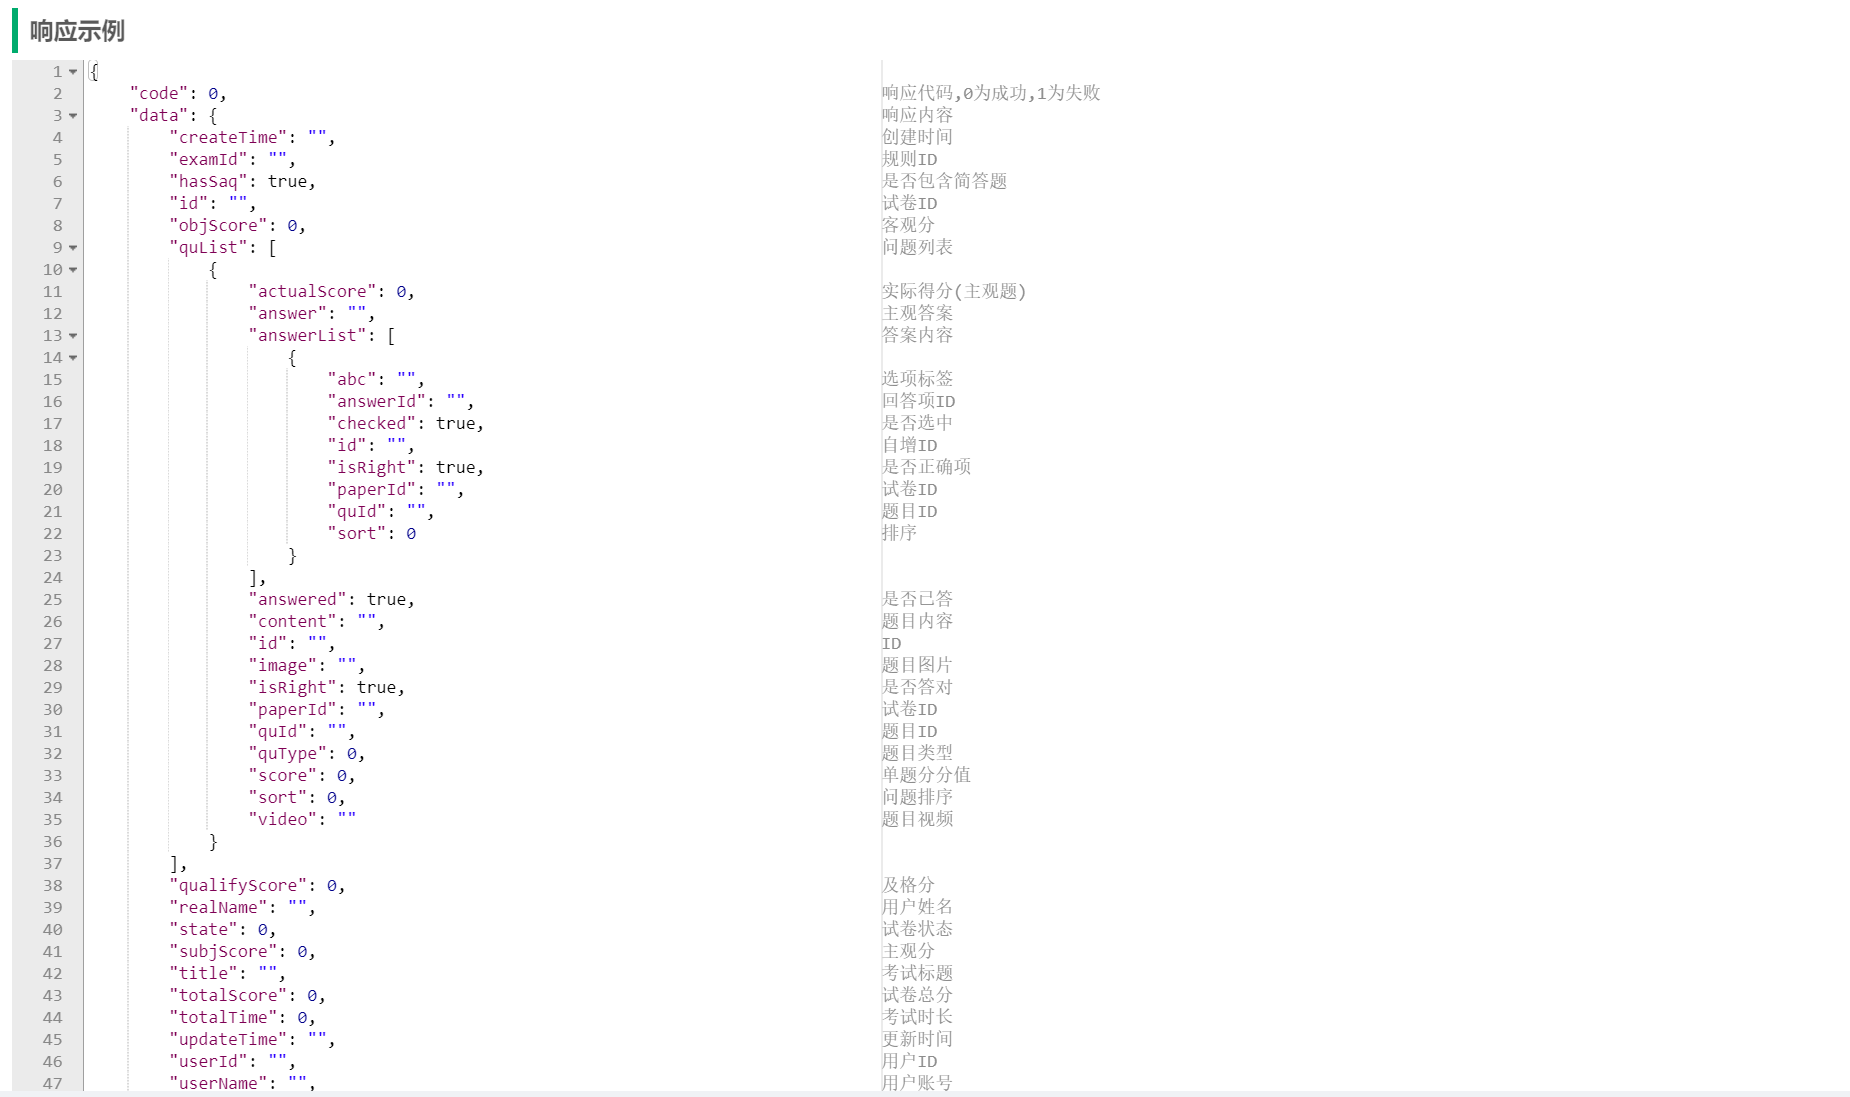 响应示例
1 {
2 "code": 0, 响应代码,0为成功,1为失败
3 "data": { 响应内容
4 "createTime": "", 创建时间
5 "examId": "", 规则ID
6 "hasSaq": true, 是否包含简答题
7 "id": "", 试卷ID
8 "objScore": 0, 客观分
9 "quList": [ 问题列表
10 {
11 "actualScore": 0, 实际得分(主观题)
12 "answer": "", 主观答案
13 "answerList": [ 答案内容
14 {
15 "abc": "", 选项标签
16 "answerId": "", 回答项ID
17 "checked": true, 是否选中
18 "id": "", 自增ID
19 "isRight": true, 是否正确项
20 "paperId": "", 试卷ID
21 "quId": "", 题目ID
22 "sort": 0 排序
23 }
24 ],
25 "answered": true, 是否已答
26 "content": "", 题目内容
27 "id": "", ID
28 "image": "", 题目图片
29 "isRight": true, 是否答对
30 "paperId": "", 试卷ID
31 "quId": "", 题目ID
32 "quType": 0, 题目类型
33 "score": 0, 单题分分值
34 "sort": 0, 问题排序
35 "video": "" 题目视频
36 }
37 ],
38 "qualifyScore": 0, 及格分
39 "realName": "", 用户姓名
40 "state": 0, 试卷状态
41 "subjScore": 0, 主观分
42 "title": "", 考试标题
43 "totalScore": 0, 试卷总分
44 "totalTime": 0, 考试时长
45 "updateTime": "", 更新时间
46 "userId": "", 用户ID
47 "userName": "", 用户账号